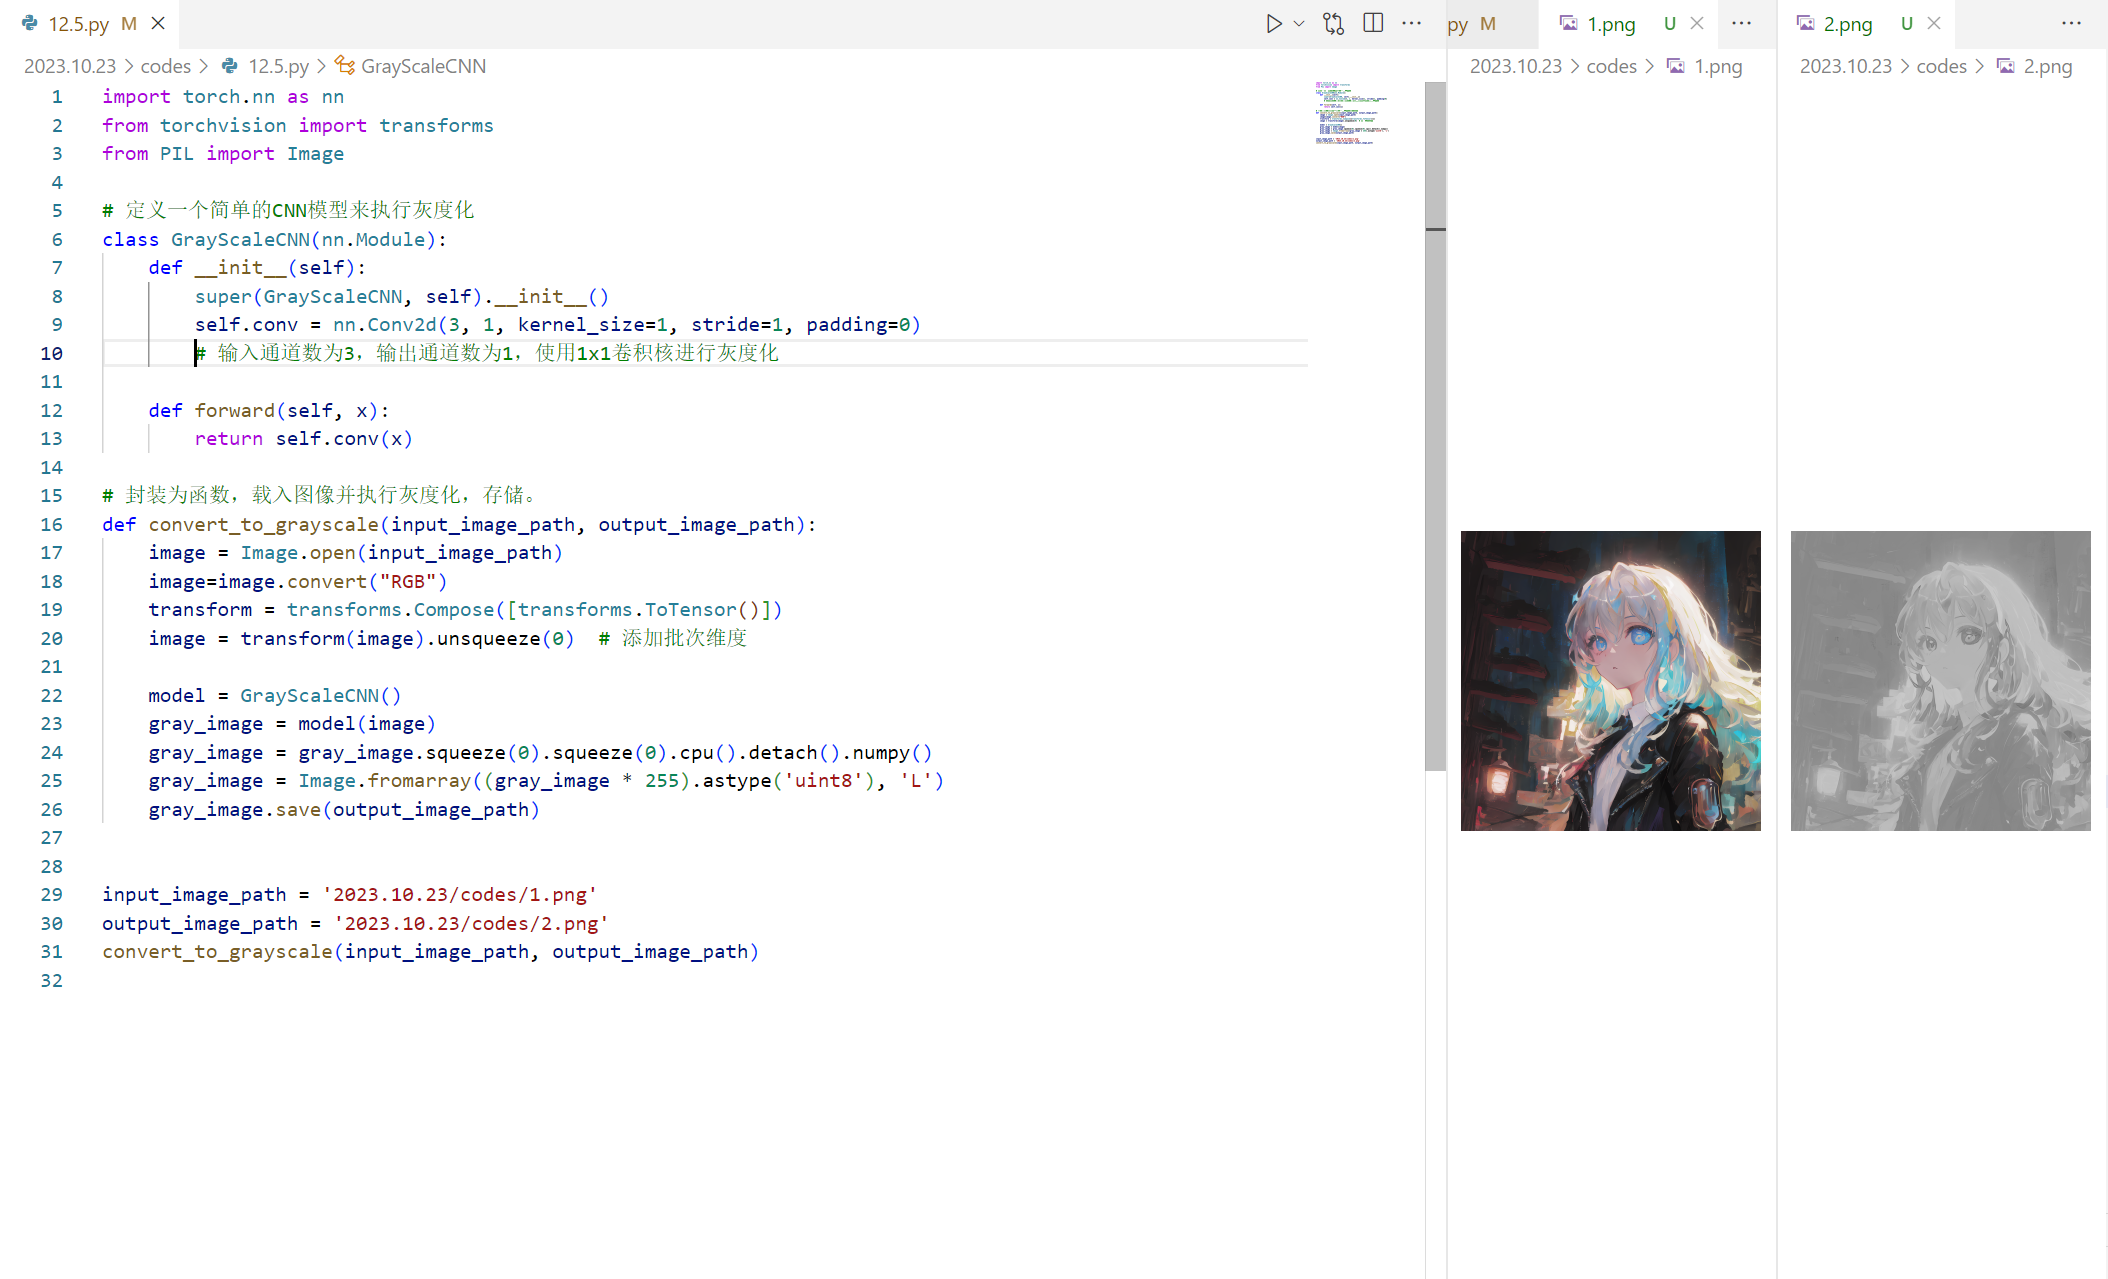 12.5.py M
py M
1.png U
2.png U
2023.10.23 > codes > 12.5.py > GrayScaleCNN
2023.10.23 > codes > 1.png
2023.10.23 > codes > 2.png
1 import torch.nn as nn
2 from torchvision import transforms
3 from PIL import Image
4
5 # 定义一个简单的CNN模型来执行灰度化
6 class GrayScaleCNN(nn.Module):
7     def __init__(self):
8         super(GrayScaleCNN, self).__init__()
9         self.conv = nn.Conv2d(3, 1, kernel_size=1, stride=1, padding=0)
10         # 输入通道数为3，输出通道数为1，使用1x1卷积核进行灰度化
11
12     def forward(self, x):
13         return self.conv(x)
14
15 # 封装为函数，载入图像并执行灰度化，存储。
16 def convert_to_grayscale(input_image_path, output_image_path):
17     image = Image.open(input_image_path)
18     image=image.convert("RGB")
19     transform = transforms.Compose([transforms.ToTensor()])
20     image = transform(image).unsqueeze(0)  # 添加批次维度
21
22     model = GrayScaleCNN()
23     gray_image = model(image)
24     gray_image = gray_image.squeeze(0).squeeze(0).cpu().detach().numpy()
25     gray_image = Image.fromarray((gray_image * 255).astype('uint8'), 'L')
26     gray_image.save(output_image_path)
27
28
29 input_image_path = '2023.10.23/codes/1.png'
30 output_image_path = '2023.10.23/codes/2.png'
31 convert_to_grayscale(input_image_path, output_image_path)
32